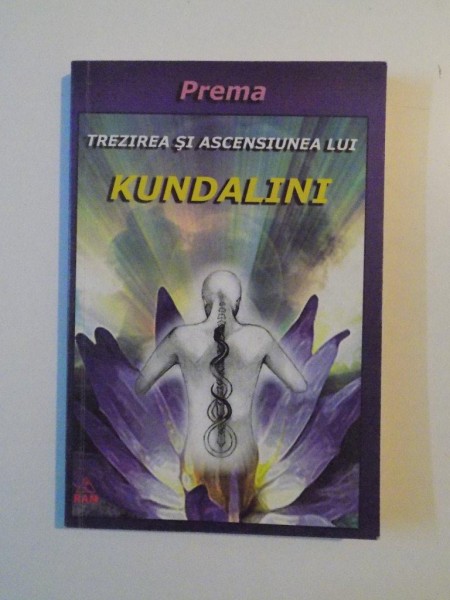 Prema
TREZIREA ŞI ASCENSIUNEA LUI
KUNDALINI
RAM